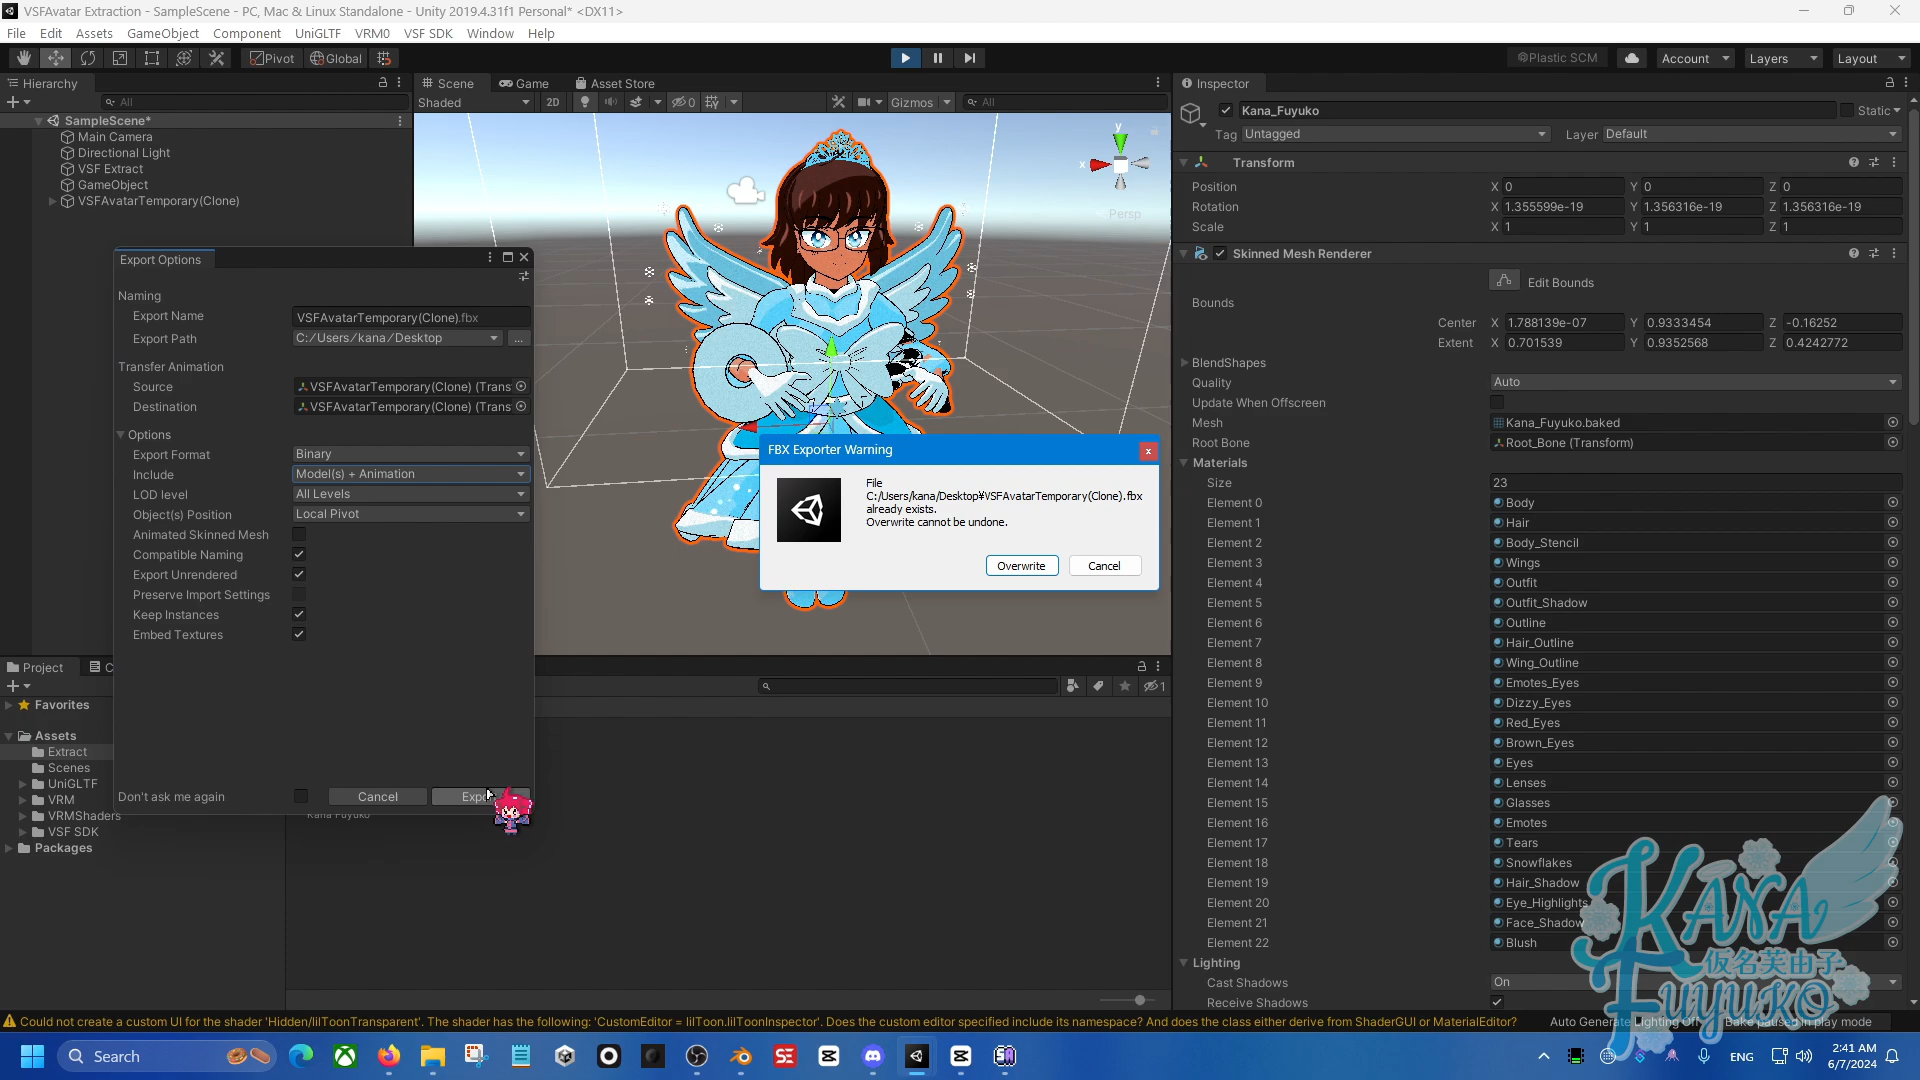 VSFAvatar Extraction - SampleScene - PC, Mac & Linux Standalone - Unity 2019.4.31f1 Personal* <DX11>
File Edit Assets GameObject Component UniGLTF VRM0 VSF SDK Window Help
Pivot Global Plastic SCM Account Layers Layout
Hierarchy
All
SampleScene*
Main Camera
Directional Light
VSF Extract
GameObject
VSFAvatarTemporary(Clone)
Scene Game Asset Store
Shaded 2D 0 Gizmos All
y
x
Persp
Export Options
Naming
Export Name VSFAvatarTemporary(Clone).fbx
Export Path C:/Users/kana/Desktop ...
Transfer Animation
Source VSFAvatarTemporary(Clone) (Trans
Destination VSFAvatarTemporary(Clone) (Trans
Options
Export Format Binary
Include Model(s) + Animation
LOD level All Levels
Object(s) Position Local Pivot
Animated Skinned Mesh
Compatible Naming
Export Unrendered
Preserve Import Settings
Keep Instances
Embed Textures
Don't ask me again Cancel Expo
FBX Exporter Warning
File
C:/Users/kana/Desktop¥VSFAvatarTemporary(Clone).fbx
already exists.
Overwrite cannot be undone.
Overwrite Cancel
Project C
1
Favorites
Assets
Extract
Scenes
UniGLTF
VRM
VRMShaders
VSF SDK
Packages
Kana Fuyuko
Inspector
Kana_Fuyuko Static
Tag Untagged Layer Default
Transform
Position X 0 Y 0 Z 0
Rotation X 1.355599e-19 Y 1.356316e-19 Z 1.356316e-19
Scale X 1 Y 1 Z 1
Skinned Mesh Renderer
Edit Bounds
Bounds
Center X 1.788139e-07 Y 0.9333454 Z -0.16252
Extent X 0.701539 Y 0.9352568 Z 0.4242772
BlendShapes
Quality Auto
Update When Offscreen
Mesh Kana_Fuyuko.baked
Root Bone Root_Bone (Transform)
Materials
Size 23
Element 0 Body
Element 1 Hair
Element 2 Body_Stencil
Element 3 Wings
Element 4 Outfit
Element 5 Outfit_Shadow
Element 6 Outline
Element 7 Hair_Outline
Element 8 Wing_Outline
Element 9 Emotes_Eyes
Element 10 Dizzy_Eyes
Element 11 Red_Eyes
Element 12 Brown_Eyes
Element 13 Eyes
Element 14 Lenses
Element 15 Glasses
Element 16 Emotes
Element 17 Tears
Element 18 Snowflakes
Element 19 Hair_Shadow
Element 20 Eye_Highlights
Element 21 Face_Shadow
Element 22 Blush
Lighting
Cast Shadows On
Receive Shadows
KANA
仮名芙由子
FUYUKO
Could not create a custom UI for the shader 'Hidden/lilToonTransparent'. The shader has the following: 'CustomEditor = lilToon.lilToonInspector'. Does the custom editor specified include its namespace? And does the class either derive from ShaderGUI or MaterialEditor?
Auto Generate Lighting Off Bake paused in play mode
Search ENG 2:41 AM
6/7/2024